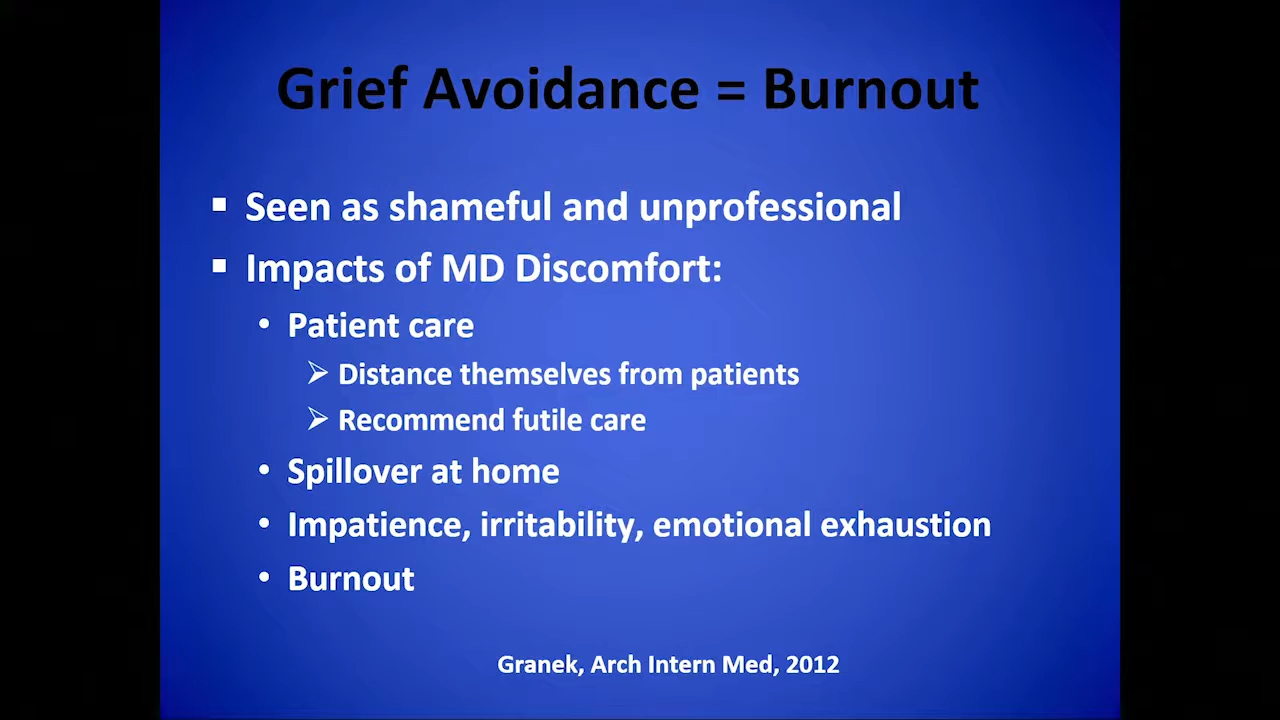 Grief Avoidance = Burnout
▪ Seen as shameful and unprofessional
▪ Impacts of MD Discomfort:
• Patient care
➢ Distance themselves from patients
➢ Recommend futile care
• Spillover at home
• Impatience, irritability, emotional exhaustion
• Burnout
Granek, Arch Intern Med, 2012